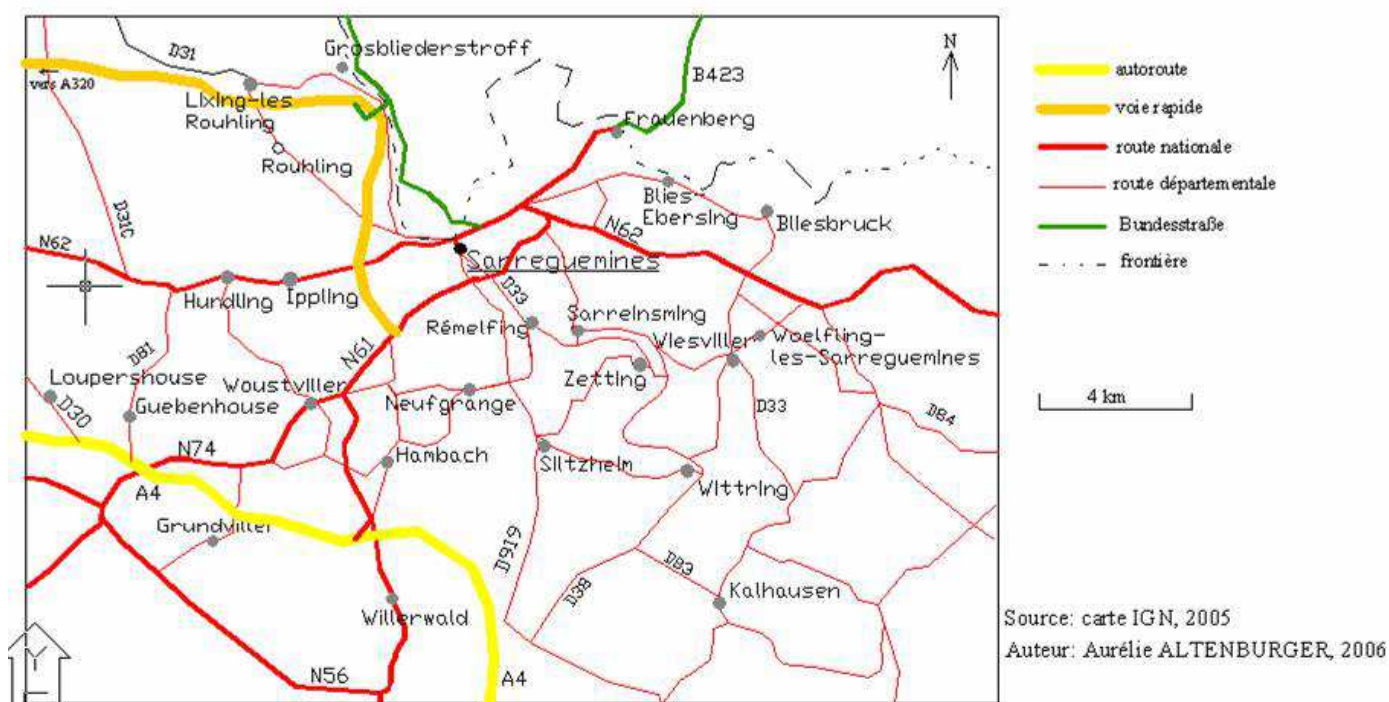 D31
Grosbliederstroff
vers A320
Lixing-les
Rouhling
Rouhling
B423
N
Frauenberg
Blies-
Ebersing
Bliesbruck
D31C
N62
N62
Sarreguemines
Hundling
Ippling
D33
Rémelfing
Sarreinsming
Wiesviller
Woelfling-
les-Sarreguemines
D81
N61
Loupershouse
D30
Guebenhouse
Woustviller
Neufgrange
Zetting
D33
D84
N74
Hambach
Siltzheim
Wittring
A4
Grundviller
D919
D38
D83
Kalhausen
Willerwald
N56
A4
autoroute
voie rapide
route nationale
route départementale
Bundesstraße
frontière
4 km
Source: carte IGN, 2005
Auteur: Aurélie ALTENBURGER, 2006
Y